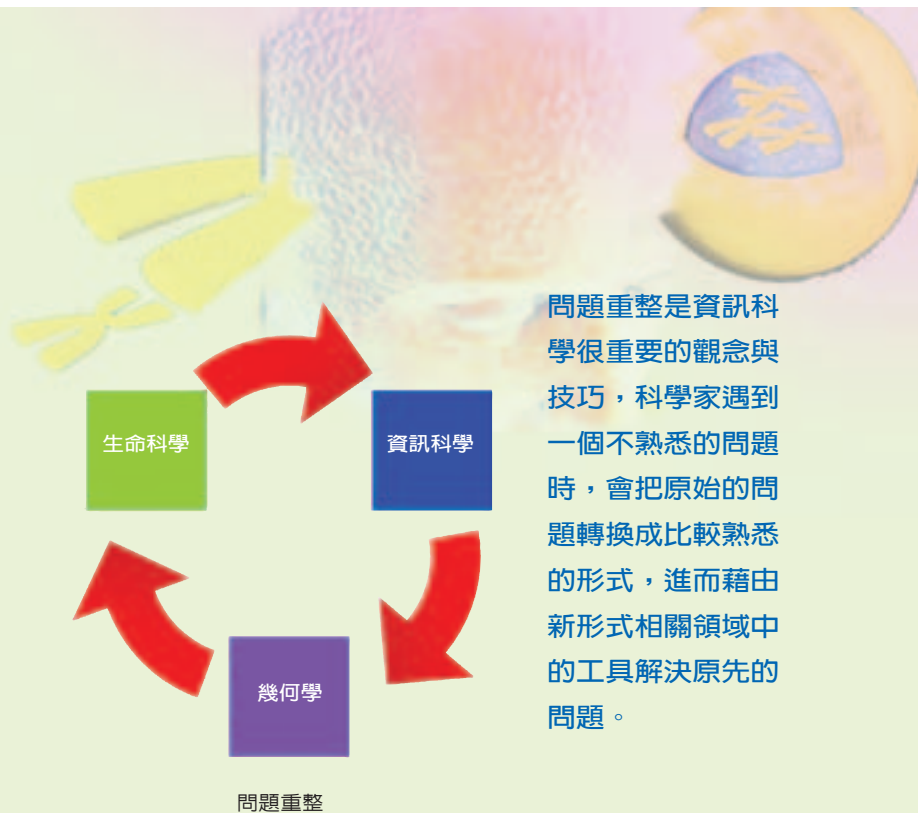 問題重整是資訊科
學很重要的觀念與
技巧，科學家遇到
一個不熟悉的問題
時，會把原始的問
題轉換成比較熟悉
的形式，進而藉由
新形式相關領域中
的工具解決原先的
問題。
生命科學
資訊科學
幾何學
問題重整